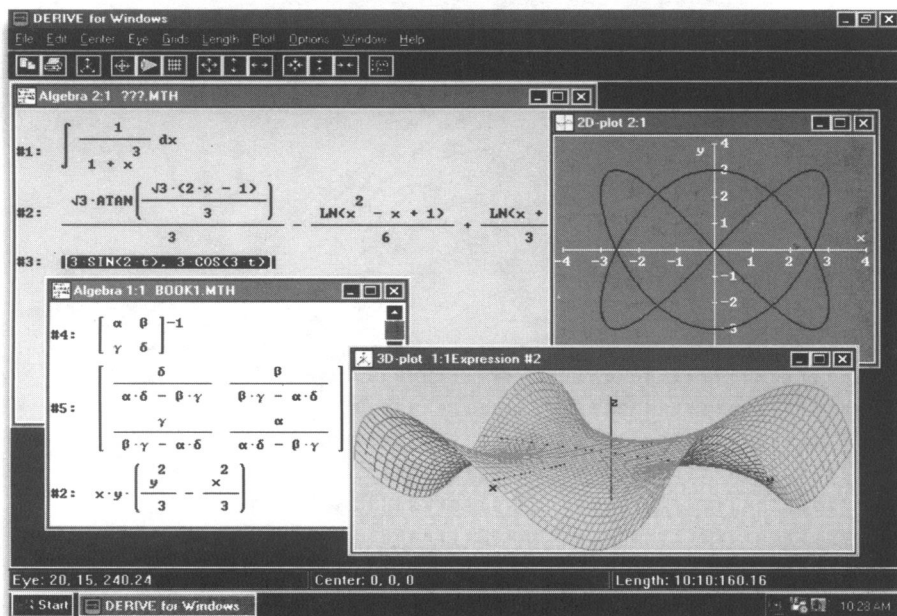 DERIVE for Windows
File Edit Center Eye Grids Length Plot! Options Window Help
Algebra 2:1 ???.MTH
#1: ∫ 1 / (1 + x^3) dx
#2: √3·ATAN(√3·(2·x - 1) / 3) / 3 - LN(x^2 - x + 1) / 6 + LN(x + / 3
#3: [3·SIN(2·t), 3·COS(3·t)]
2D-plot 2:1
y 4
3
2
1
x
-4 -3 -2 -1 1 2 3 4
-1
-2
-3
Algebra 1:1 BOOK1.MTH
#4: [α β
γ δ]^-1
#5: [δ / (α·δ - β·γ) β / (β·γ - α·δ)
γ / (β·γ - α·δ) α / (α·δ - β·γ)]
#2: x·y·(y^2 / 3 - x^2 / 3)
3D-plot 1:1Expression #2
z
x
Eye: 20, 15, 240.24 Center: 0, 0, 0 Length: 10:10:160.16
Start DERIVE for Windows 10:28 AM